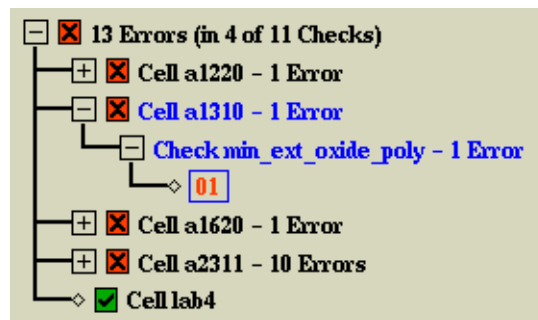 13 Errors (in 4 of 11 Checks)
Cell a1220 - 1 Error
Cell a1310 - 1 Error
Check min_ext_oxide_poly - 1 Error
01
Cell a1620 - 1 Error
Cell a2311 - 10 Errors
Cell lab4